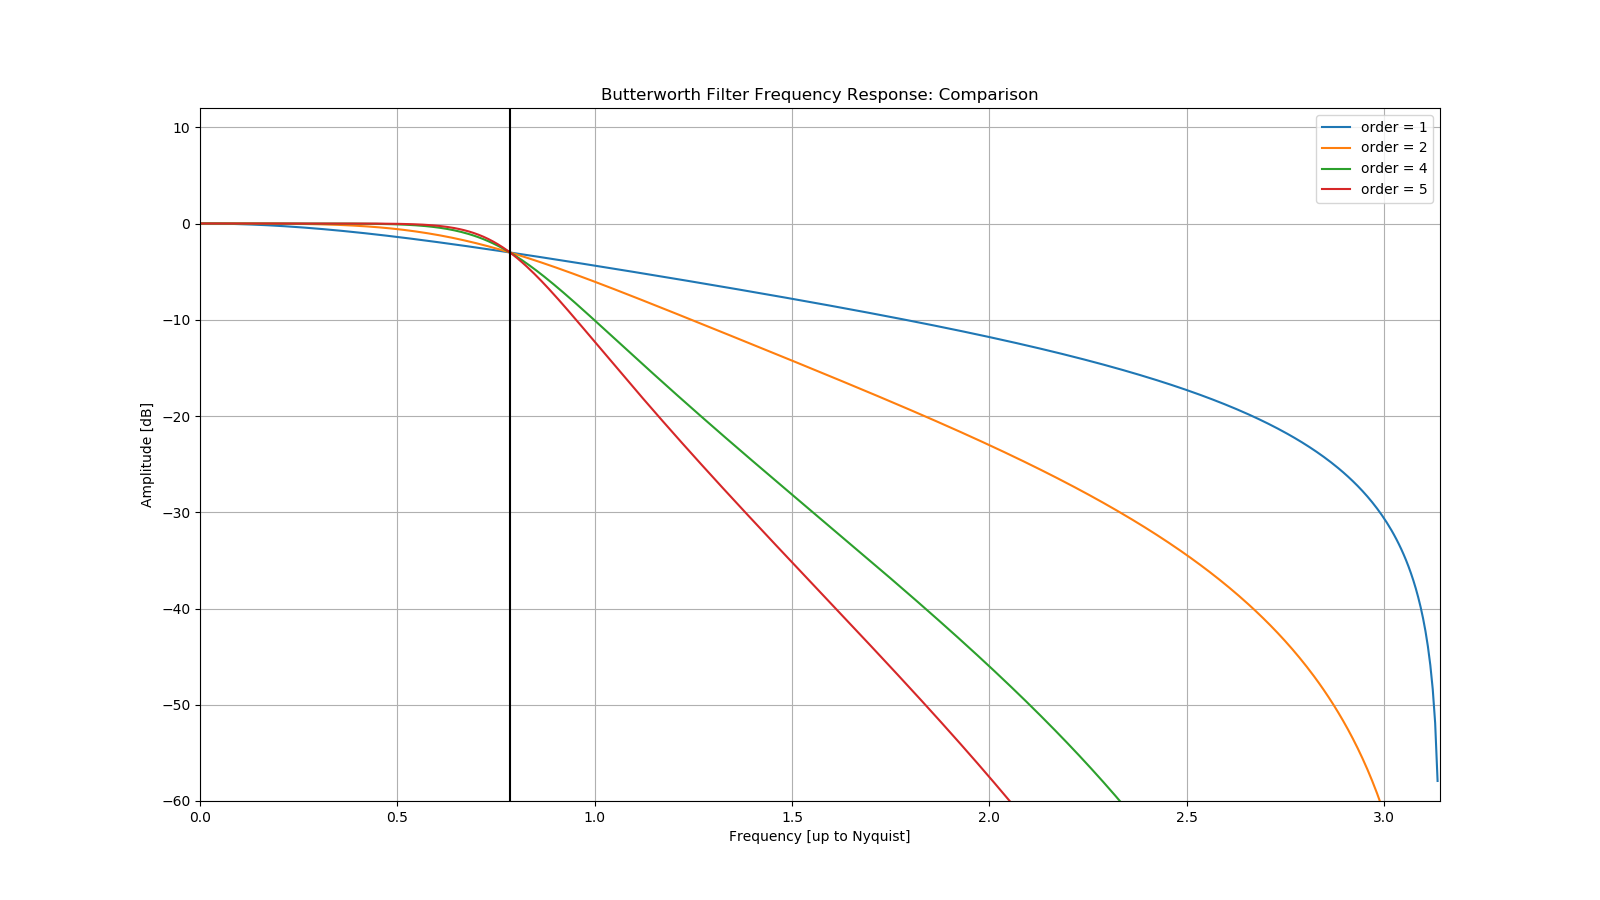 Butterworth Filter Frequency Response: Comparison
order = 1
order = 2
order = 4
order = 5
10
0
−10
−20
−30
−40
−50
−60
Amplitude [dB]
0.0 0.5 1.0 1.5 2.0 2.5 3.0
Frequency [up to Nyquist]